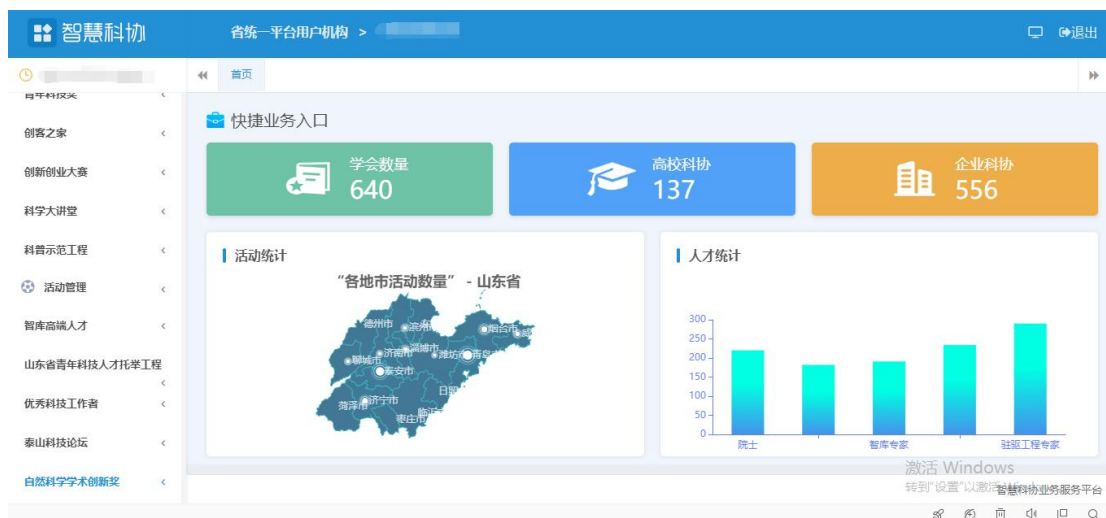 智慧科协
省统一平台用户机构 >
退出
首页
青年科技奖
创客之家
创新创业大赛
科学大讲堂
科普示范工程
活动管理
智库高端人才
山东省青年科技人才托举工程
优秀科技工作者
泰山科技论坛
自然科学学术创新奖
快捷业务入口
学会数量
640
高校科协
137
企业科协
556
活动统计
“各地市活动数量” - 山东省
德州市
滨州
烟台市
威
聊城市
济南市
淄博市
潍坊市
青岛
泰安市
日照
菏泽市
济宁市
临沂
枣庄市
人才统计
300
250
200
150
100
50
0
院士
智库专家
驻驱工程专家
激活 Windows
转到"设置"以激活
智慧科协业务服务平台